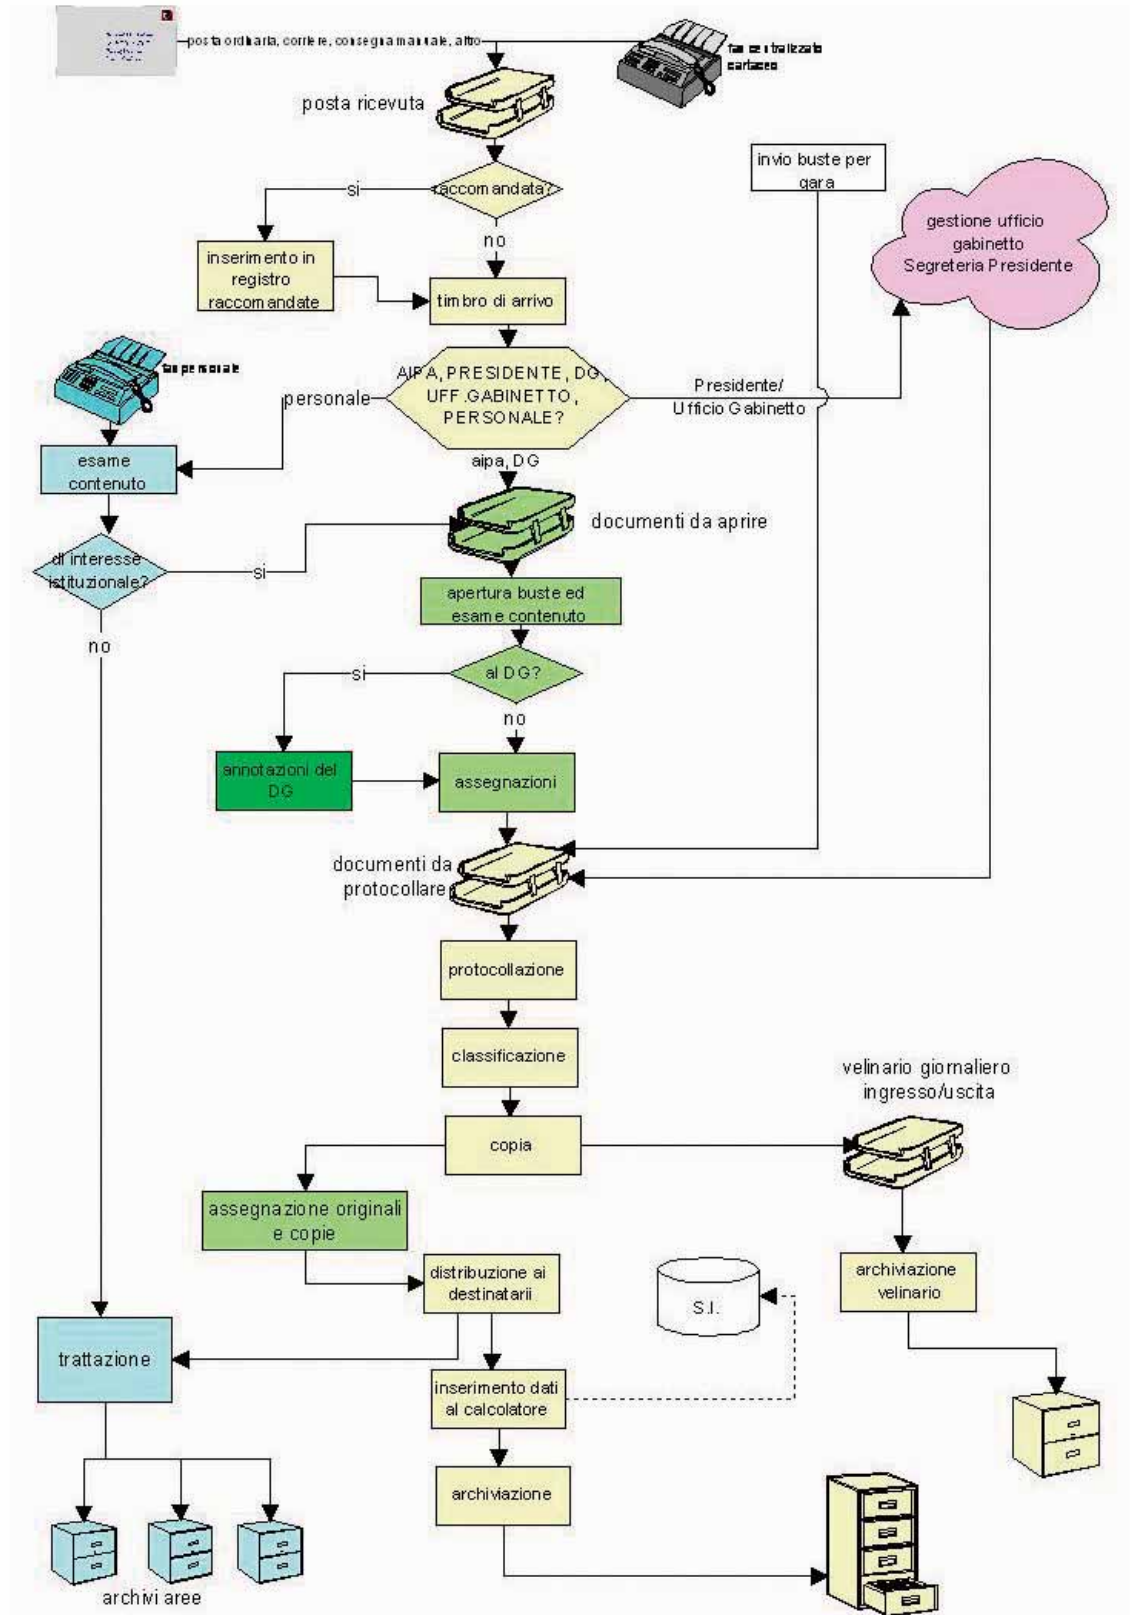 posta ordinaria, corriere, consegna manuale, altro
fax centralizzato
cartaceo
posta ricevuta
invio buste per
gara
si
raccomandata?
gestione ufficio
gabinetto
Segreteria Presidente
no
inserimento in
registro
raccomandate
timbro di arrivo
fax personale
AIPA, PRESIDENTE, DG,
UFF.GABINETTO,
PERSONALE?
personale
Presidente/
Ufficio Gabinetto
esame
contenuto
aipa, DG
documenti da aprire
di interesse
istituzionale?
si
apertura buste ed
esame contenuto
no
si
al DG?
no
annotazioni del
DG
assegnazioni
documenti da
protocollare
protocollazione
classificazione
velinario giornaliero
ingresso/uscita
copia
assegnazione originali
e copie
distribuzione ai
destinatarii
S.I.
archiviazione
velinario
trattazione
inserimento dati
al calcolatore
archiviazione
archivi aree